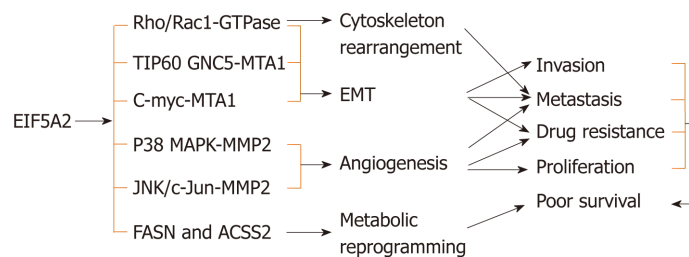 Rho/Rac1-GTPase
Cytoskeleton
rearrangement
TIP60 GNC5-MTA1
Invasion
C-myc-MTA1
EMT
Metastasis
EIF5A2
Drug resistance
P38 MAPK-MMP2
Angiogenesis
Proliferation
JNK/c-Jun-MMP2
Poor survival
FASN and ACSS2
Metabolic
reprogramming